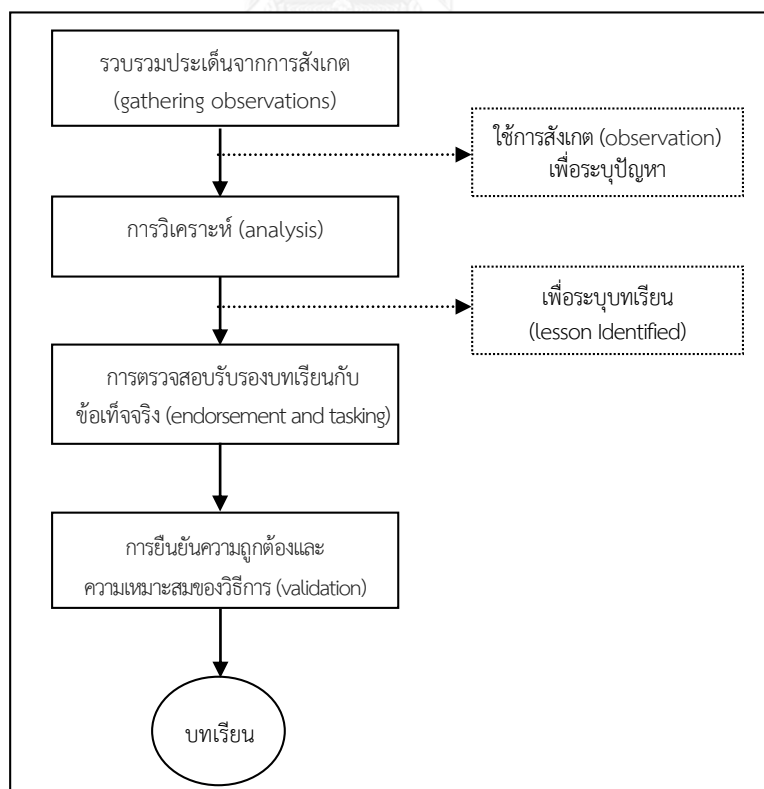 รวบรวมประเด็นจากการสังเกต
(gathering observations)
ใช้การสังเกต (observation)
เพื่อระบุปัญหา
การวิเคราะห์ (analysis)
เพื่อระบุบทเรียน
(lesson Identified)
การตรวจสอบรับรองบทเรียนกับ
ข้อเท็จจริง (endorsement and tasking)
การยืนยันความถูกต้องและ
ความเหมาะสมของวิธีการ (validation)
บทเรียน